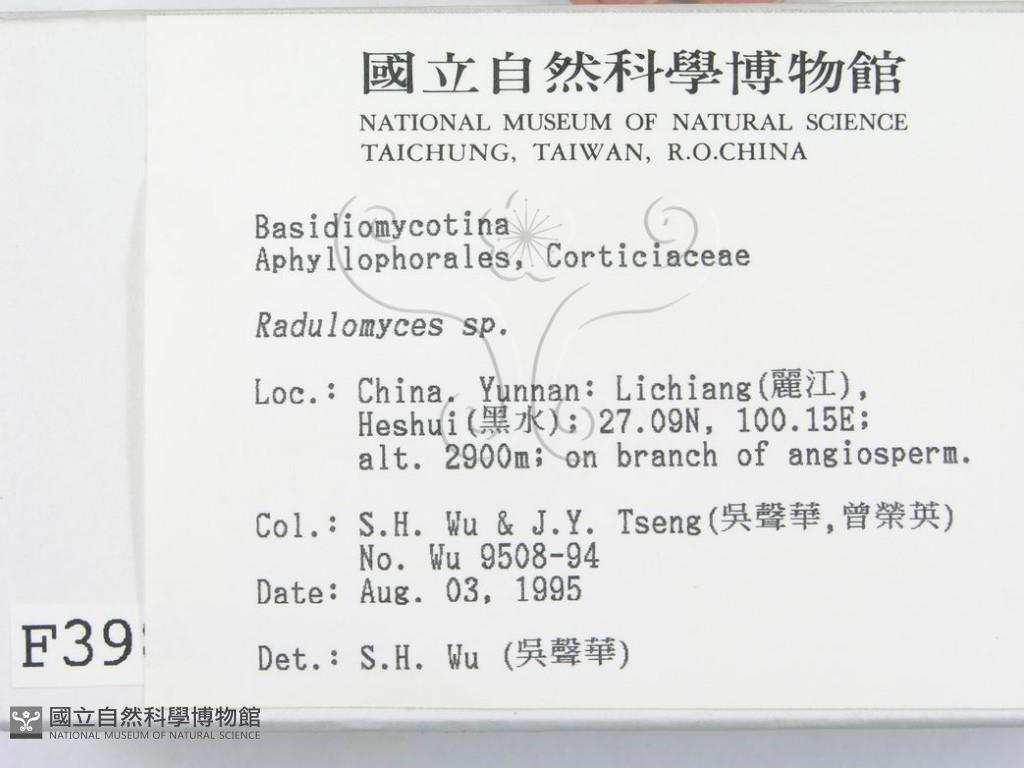 國立自然科學博物館
NATIONAL MUSEUM OF NATURAL SCIENCE
TAICHUNG, TAIWAN, R.O.CHINA
Basidiomycotina
Aphyllophorales, Corticiaceae
Radulomyces sp.
Loc.: China. Yunnan: Lichiang(麗江),
Heshui(黑水); 27.09N, 100.15E;
alt. 2900m; on branch of angiosperm.
Col.: S.H. Wu & J.Y. Tseng(吳聲華,曾榮英)
No. Wu 9508-94
Date: Aug. 03, 1995
Det.: S.H. Wu (吳聲華)
F39
國立自然科學博物館
NATIONAL MUSEUM OF NATURAL SCIENCE